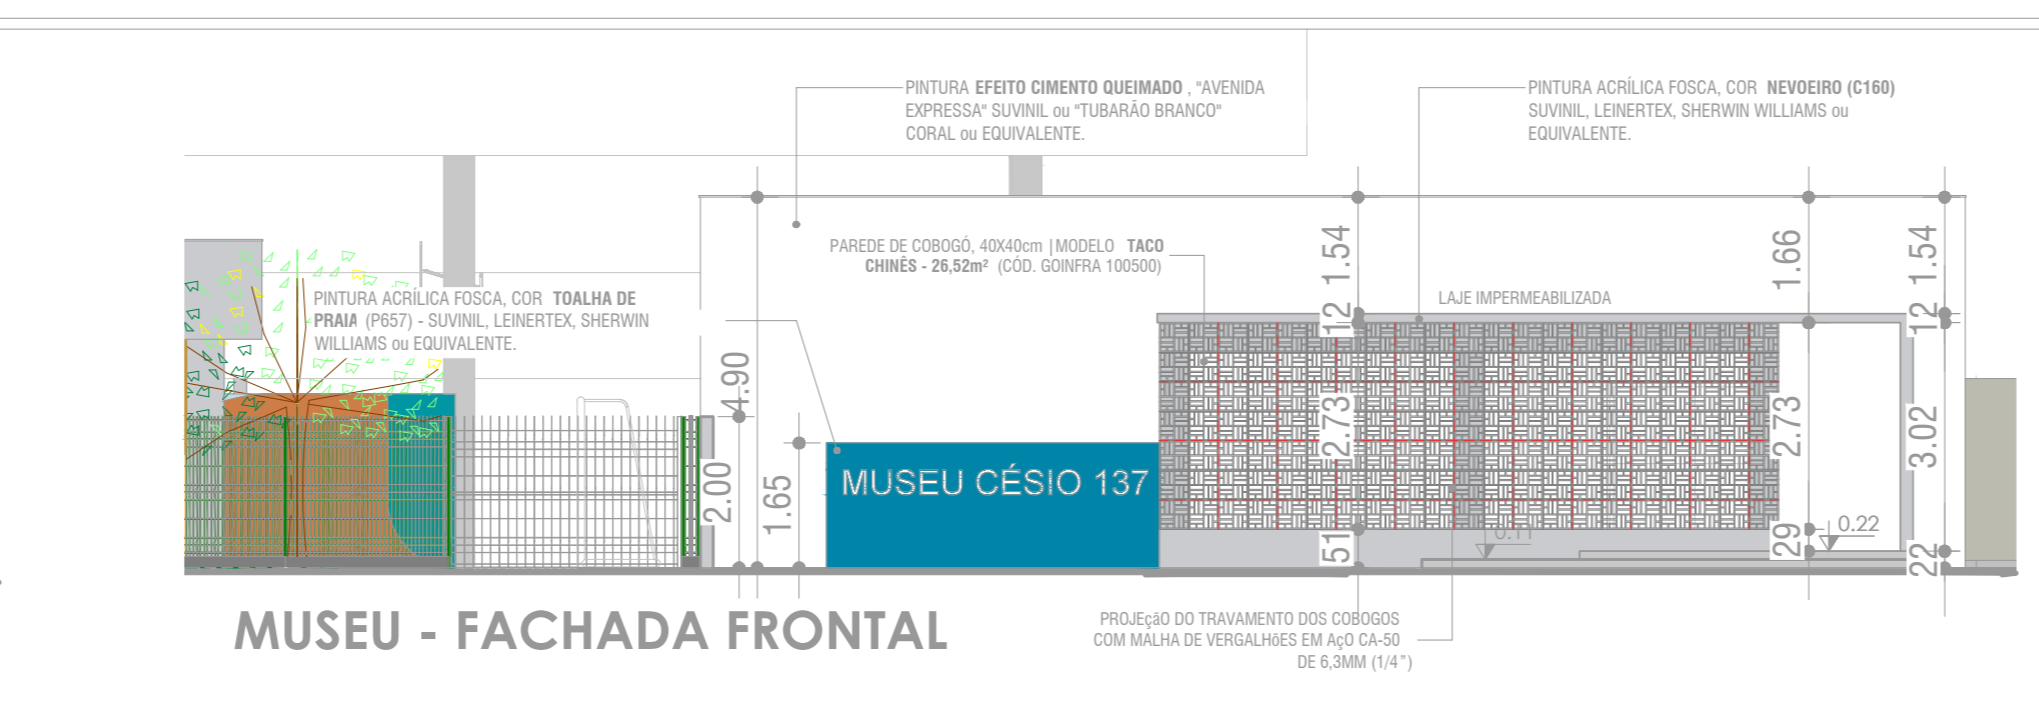 PINTURA EFEITO CIMENTO QUEIMADO , "AVENIDA
EXPRESSA" SUVINIL ou "TUBARÃO BRANCO"
CORAL ou EQUIVALENTE.
PINTURA ACRÍLICA FOSCA, COR NEVOEIRO (C160)
SUVINIL, LEINERTEX, SHERWIN WILLIAMS ou
EQUIVALENTE.
PAREDE DE COBOGÓ, 40X40cm | MODELO TACO
CHINÊS - 26,52m² (CÓD. GOINFRA 100500)
PINTURA ACRÍLICA FOSCA, COR TOALHA DE
PRAIA (P657) - SUVINIL, LEINERTEX, SHERWIN
WILLIAMS ou EQUIVALENTE.
LAJE IMPERMEABILIZADA
4.90
2.00
1.65
1.54
12
2.73
51
1.66
2.73
29
1.54
12
3.02
22
0.11
0.22
MUSEU CÉSIO 137
MUSEU - FACHADA FRONTAL
PROJEçãO DO TRAVAMENTO DOS COBOGOS
COM MALHA DE VERGALHõES EM AçO CA-50
DE 6,3MM (1/4")